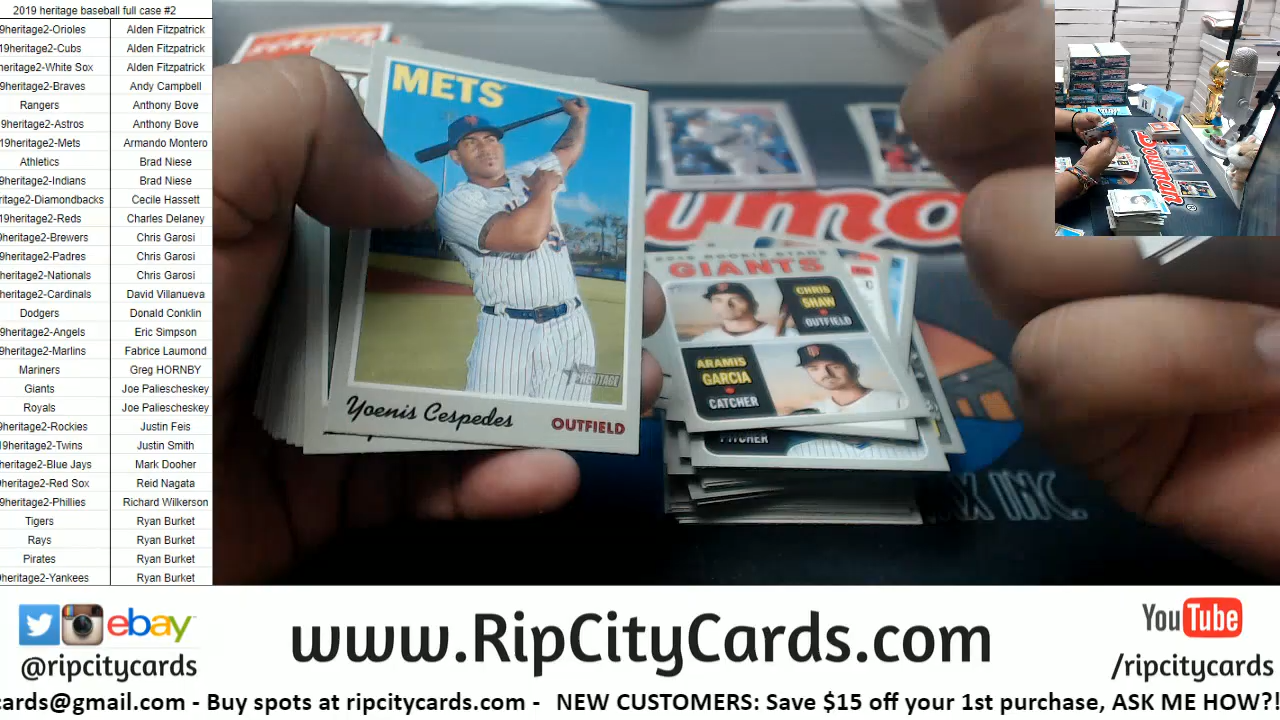 2019 heritage baseball full case #2
9heritage2-Orioles Alden Fitzpatrick
19heritage2-Cubs Alden Fitzpatrick
heritage2-White Sox Alden Fitzpatrick
9heritage2-Braves Andy Campbell
Rangers Anthony Bove
9heritage2-Astros Anthony Bove
19heritage2-Mets Armando Montero
Athletics Brad Niese
9heritage2-Indians Brad Niese
ritage2-Diamondbacks Cecile Hassett
19heritage2-Reds Charles Delaney
9heritage2-Brewers Chris Garosi
9heritage2-Padres Chris Garosi
heritage2-Nationals Chris Garosi
heritage2-Cardinals David Villanueva
Dodgers Donald Conklin
9heritage2-Angels Eric Simpson
9heritage2-Marlins Fabrice Laumond
Mariners Greg HORNBY
Giants Joe Paliescheskey
Royals Joe Paliescheskey
9heritage2-Rockies Justin Feis
19heritage2-Twins Justin Smith
heritage2-Blue Jays Mark Dooher
heritage2-Red Sox Reid Nagata
9heritage2-Phillies Richard Wilkerson
Tigers Ryan Burket
Rays Ryan Burket
Pirates Ryan Burket
9heritage2-Yankees Ryan Burket
METS
HERITAGE
Yoenis Cespedes
OUTFIELD
2019 ROOKIE STARS
GIANTS
CHRIS
SHAW
OUTFIELD
ARAMIS
GARCIA
CATCHER
PITCHER
INC.
Bowman
ebay
@ripcitycards
www.RipCityCards.com
YouTube
/ripcitycards
cards@gmail.com - Buy spots at ripcitycards.com - NEW CUSTOMERS: Save $15 off your 1st purchase, ASK ME HOW?!